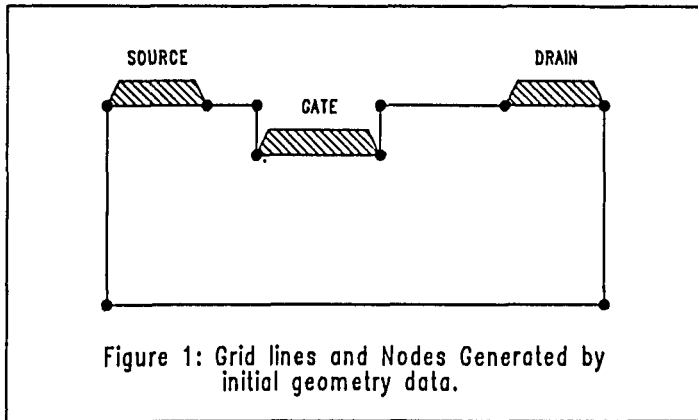 SOURCE
DRAIN
GATE
Figure 1: Grid lines and Nodes Generated by
initial geometry data.